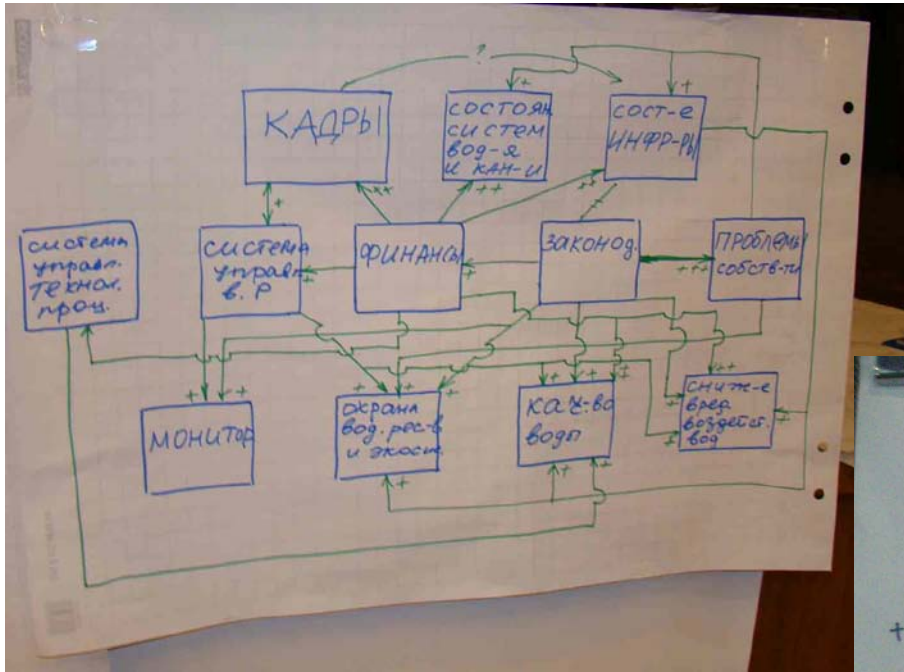 ?
КАДРЫ
СОСТОЯН
СИСТЕМ
ВОД-Я
И КАН-И
СОСТ-Е
ИНФР-РЫ
СИСТЕМА
УПРАВЛ.
ТЕХНОЛ.
ПРОЦ.
СИСТЕМА
УПРАВЛ
В. Р
ФИНАНСЫ
ЗАКОНОД.
ПРОБЛЕМЫ
СОБСТВ-ТИ
МОНИТОР
ОХРАНА
ВОД. РЕС-В
И ЭКОСИ.
КАЧ-ВО
ВОДЫ
СНИЖ-Е
ВРЕД.
ВОЗДЕЙСТ.
ВОД